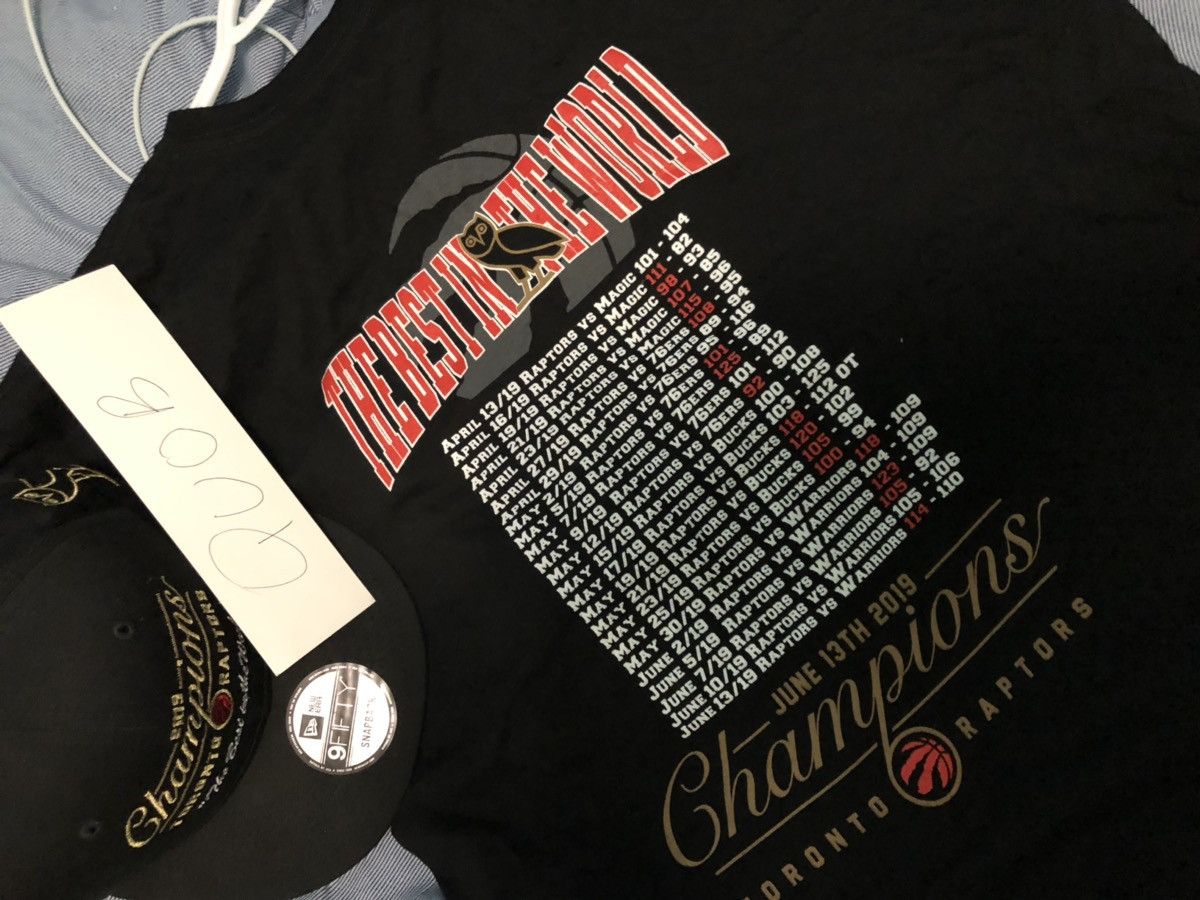 THE BEST IN THE WORLD
APRIL 13/19 RAPTORS VS MAGIC 101 - 104
APRIL 16/19 RAPTORS VS MAGIC 111 - 82
APRIL 19/19 RAPTORS VS MAGIC 98 - 93
APRIL 21/19 RAPTORS VS MAGIC 107 - 85
APRIL 23/19 RAPTORS VS MAGIC 115 - 96
APRIL 27/19 RAPTORS VS 76ERS 108 - 95
APRIL 29/19 RAPTORS VS 76ERS 89 - 94
MAY 2/19 RAPTORS VS 76ERS 95 - 116
MAY 5/19 RAPTORS VS 76ERS 101 - 96
MAY 7/19 RAPTORS VS 76ERS 125 - 89
MAY 9/19 RAPTORS VS 76ERS 101 - 112
MAY 12/19 RAPTORS VS 76ERS 92 - 90
MAY 15/19 RAPTORS VS BUCKS 100 - 108
MAY 17/19 RAPTORS VS BUCKS 103 - 125
MAY 19/19 RAPTORS VS BUCKS 118 - 112 OT
MAY 21/19 RAPTORS VS BUCKS 120 - 102
MAY 23/19 RAPTORS VS BUCKS 105 - 99
MAY 25/19 RAPTORS VS BUCKS 100 - 94
MAY 30/19 RAPTORS VS WARRIORS 118 - 109
JUNE 2/19 RAPTORS VS WARRIORS 104 - 109
JUNE 5/19 RAPTORS VS WARRIORS 123 - 109
JUNE 7/19 RAPTORS VS WARRIORS 105 - 92
JUNE 10/19 RAPTORS VS WARRIORS 105 - 106
JUNE 13/19 RAPTORS VS WARRIORS 114 - 110
JUNE 13TH 2019
Champions
TORONTO RAPTORS
QUOB
2019
Champions
TORONTO RAPTORS
NEW ERA
9FIFTY
SNAPBACK